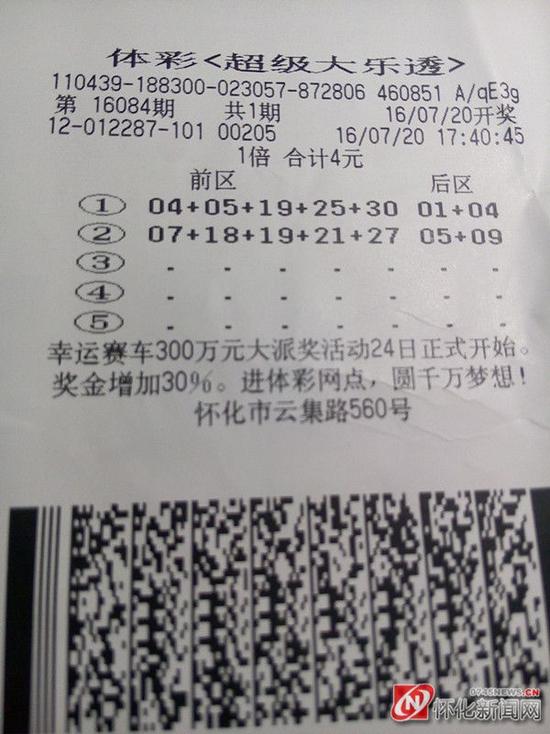 体彩<超级大乐透>
110439-188300-023057-872806 460851 A/qE3g
第 16084期 共1期 16/07/20开奖
12-012287-101 00205 16/07/20 17:40:45
1倍 合计4元
前区 后区
① 04+05+19+25+30 01+04
② 07+18+19+21+27 05+09
③ - - - - - - -
④ - - - - - - -
⑤ - - - - - - -
幸运赛车300万元大派奖活动24日正式开始。
奖金增加30%。进体彩网点，圆千万梦想！
怀化市云集路560号
0745NEWS.CN
怀化新闻网